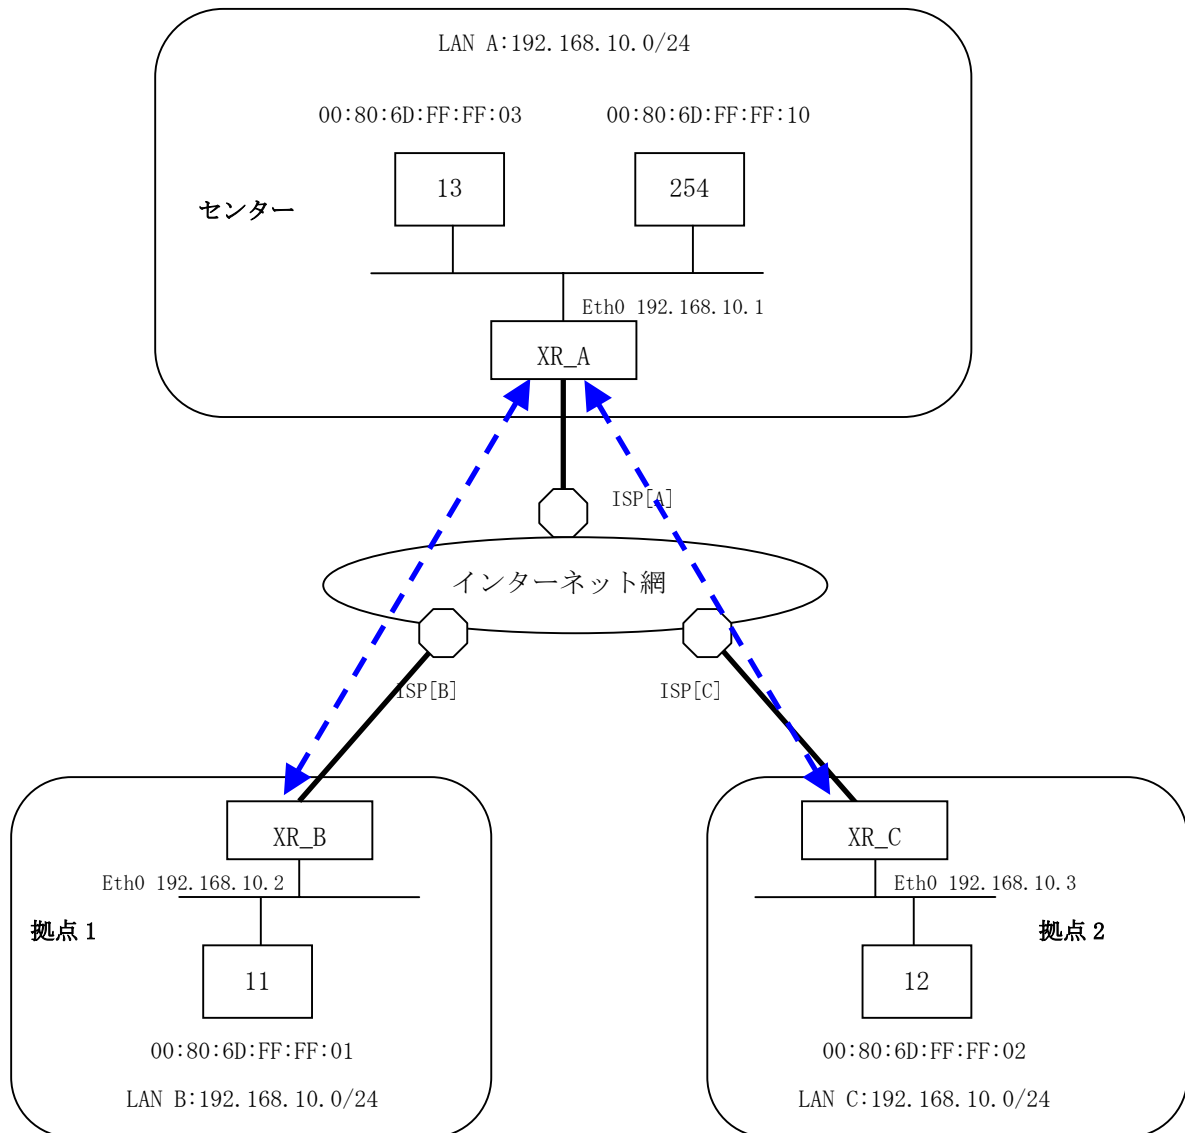 LAN A:192.168.10.0/24
00:80:6D:FF:FF:03
00:80:6D:FF:FF:10
13
254
センター
Eth0 192.168.10.1
XR_A
ISP[A]
インターネット網
ISP[B]
ISP[C]
XR_B
XR_C
Eth0 192.168.10.2
Eth0 192.168.10.3
拠点1
拠点2
11
12
00:80:6D:FF:FF:01
00:80:6D:FF:FF:02
LAN B:192.168.10.0/24
LAN C:192.168.10.0/24